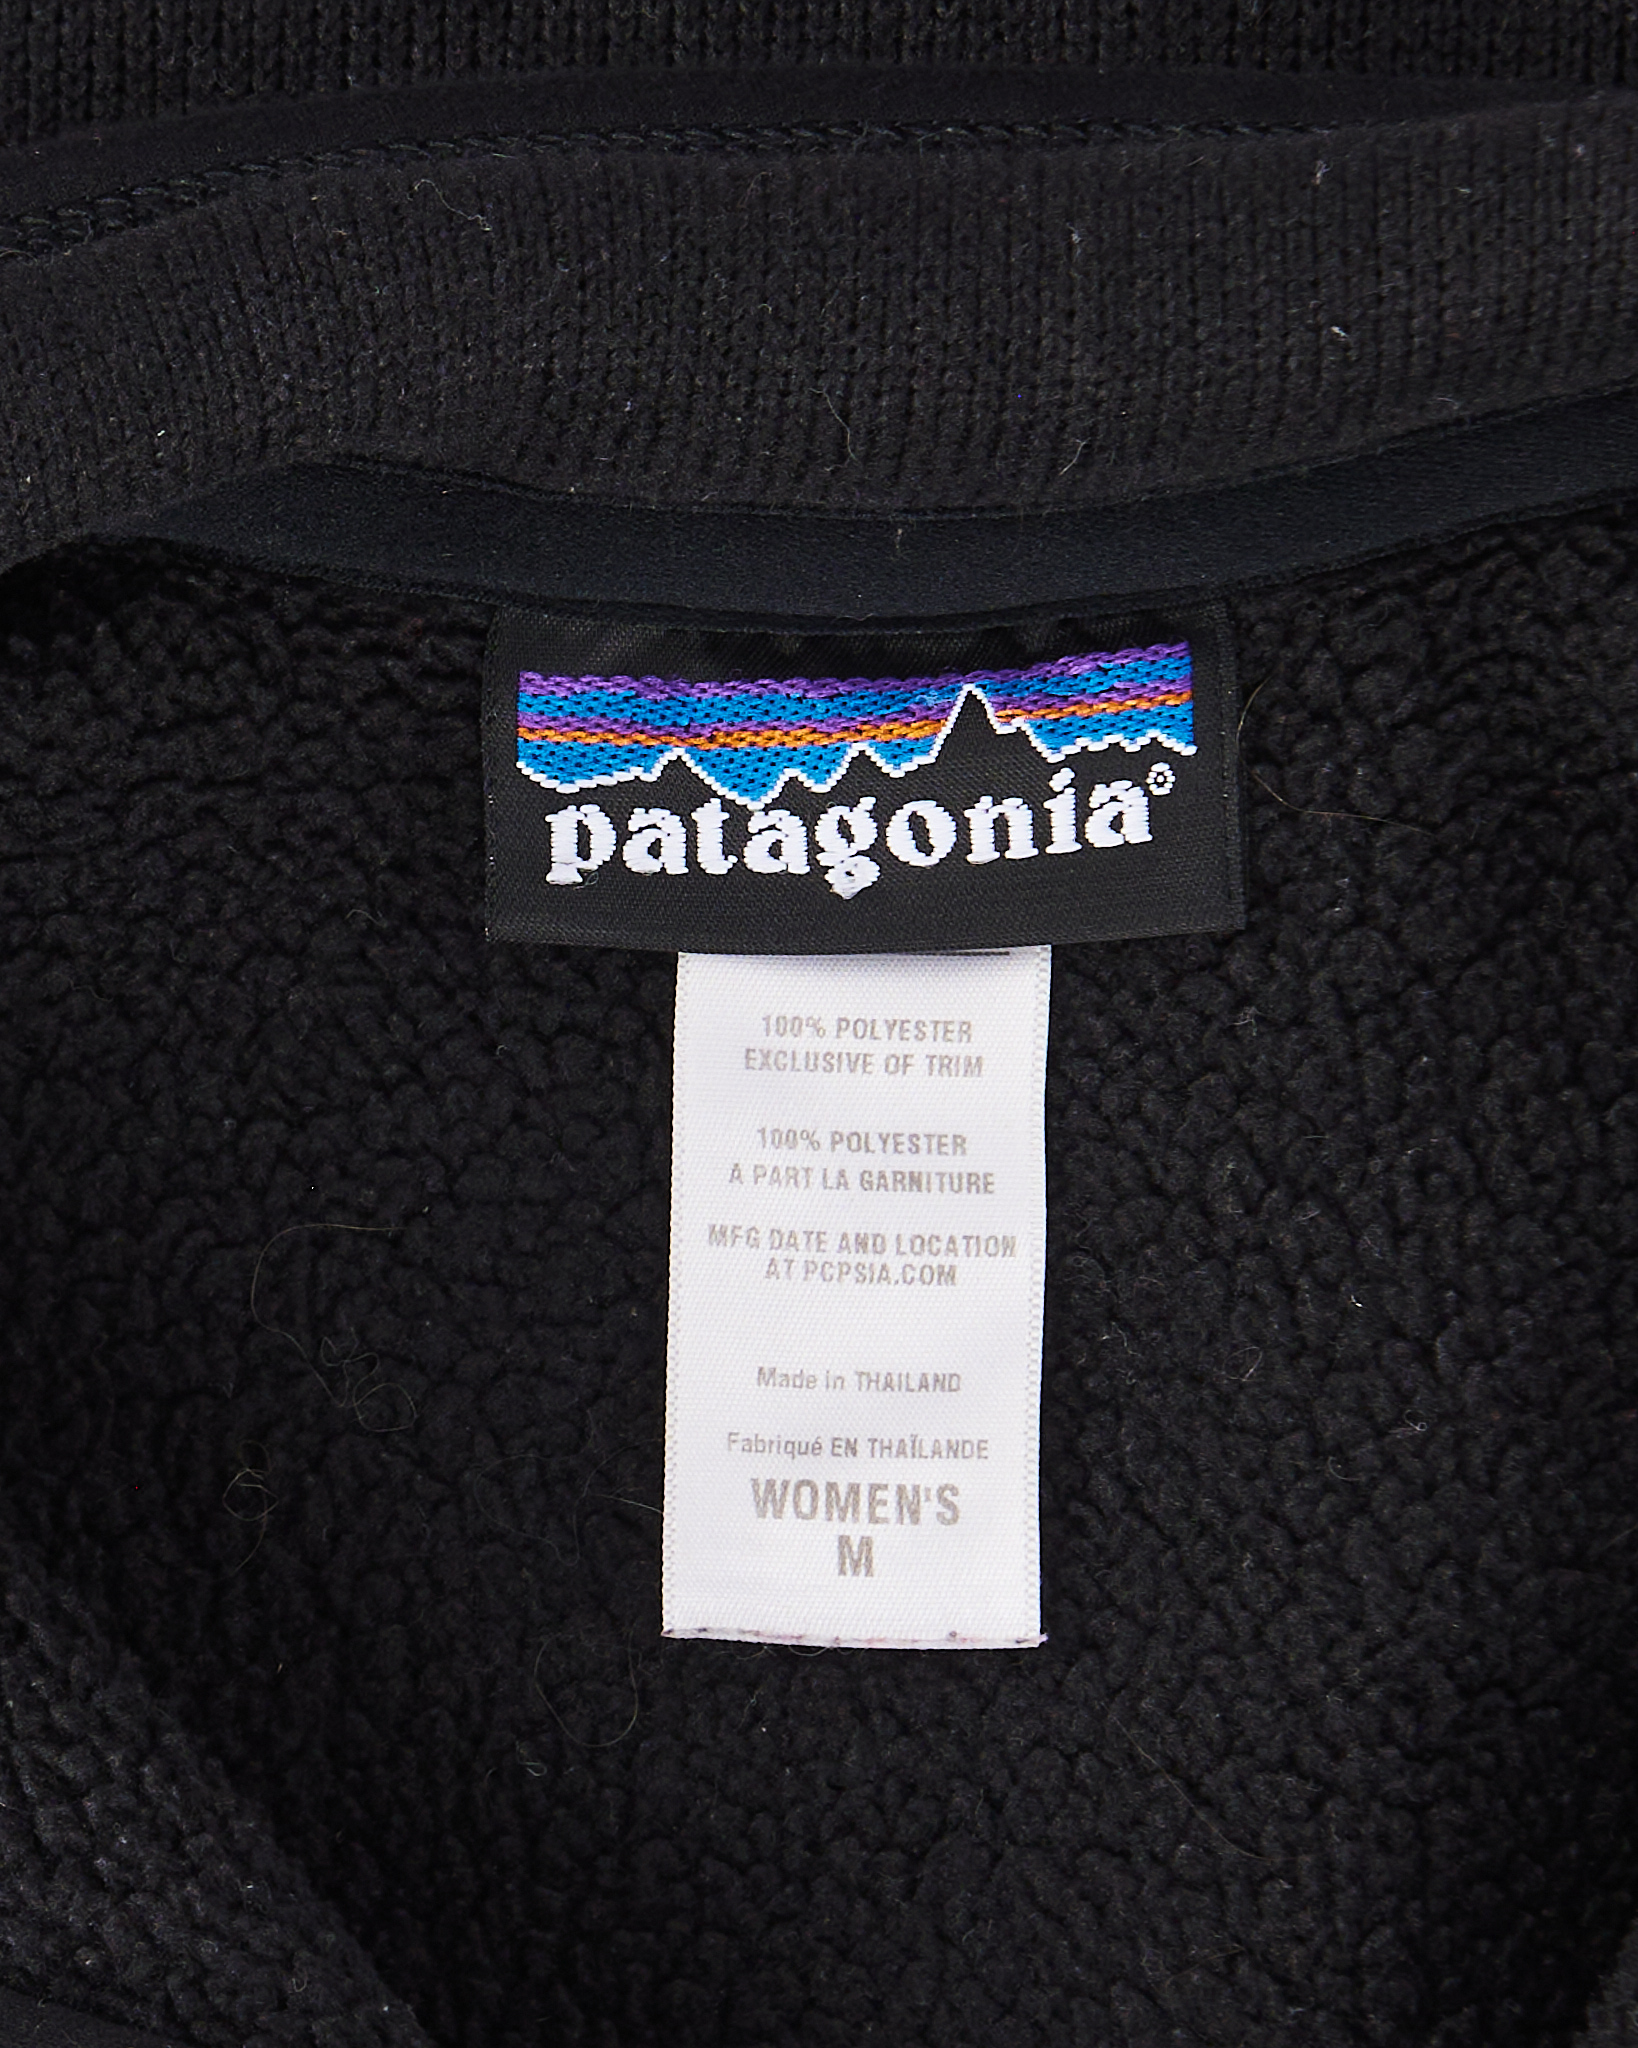 patagonia®
100% POLYESTER
EXCLUSIVE OF TRIM
100% POLYESTER
À PART LA GARNITURE
MFG DATE AND LOCATION
AT PCPSIA.COM
Made in THAILAND
Fabriqué EN THAÏLANDE
WOMEN'S
M